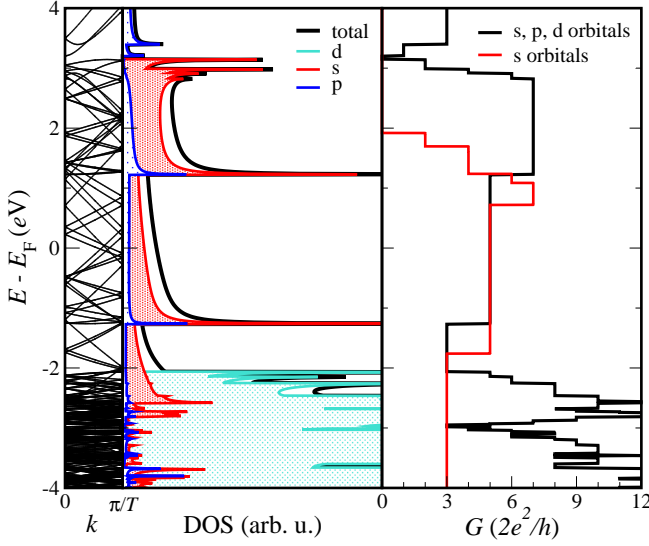 4
2
0
-2
-4
E - E_F (eV)
total
d
s
p
s, p, d orbitals
s orbitals
0
π/T
0
3
6
9
12
k
DOS (arb. u.)
G (2e²/h)